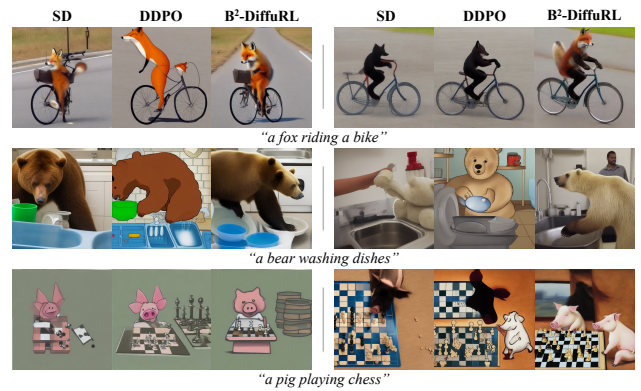 SD DDPO B²-DiffuRL SD DDPO B²-DiffuRL
“a fox riding a bike”
“a bear washing dishes”
“a pig playing chess”